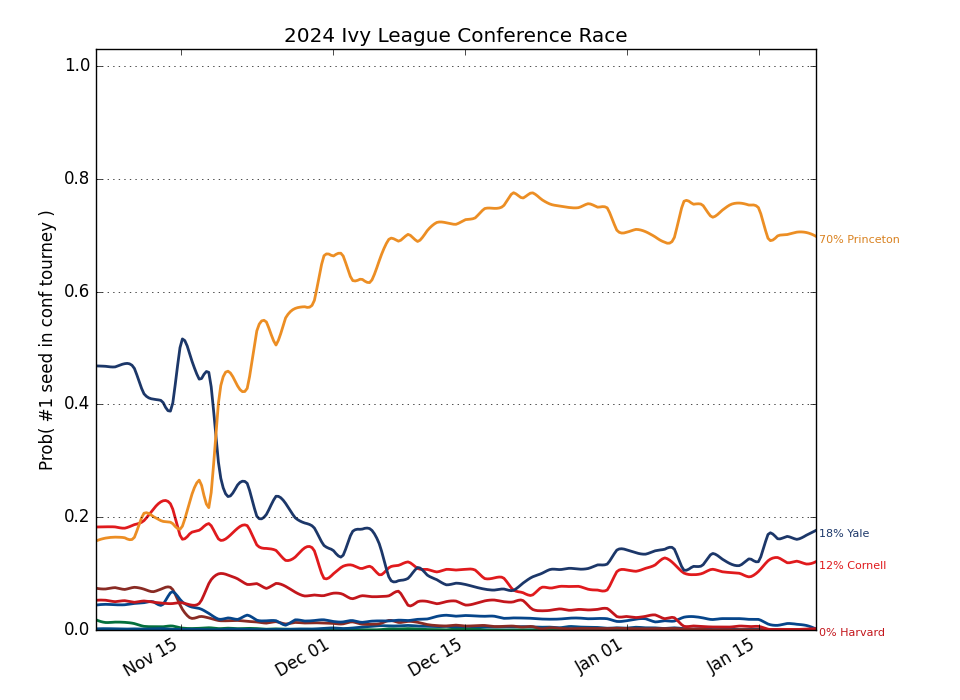 2024 Ivy League Conference Race
Prob( #1 seed in conf tourney )
1.0
0.8
0.6
0.4
0.2
0.0
70% Princeton
18% Yale
12% Cornell
0% Harvard
Nov 15
Dec 01
Dec 15
Jan 01
Jan 15